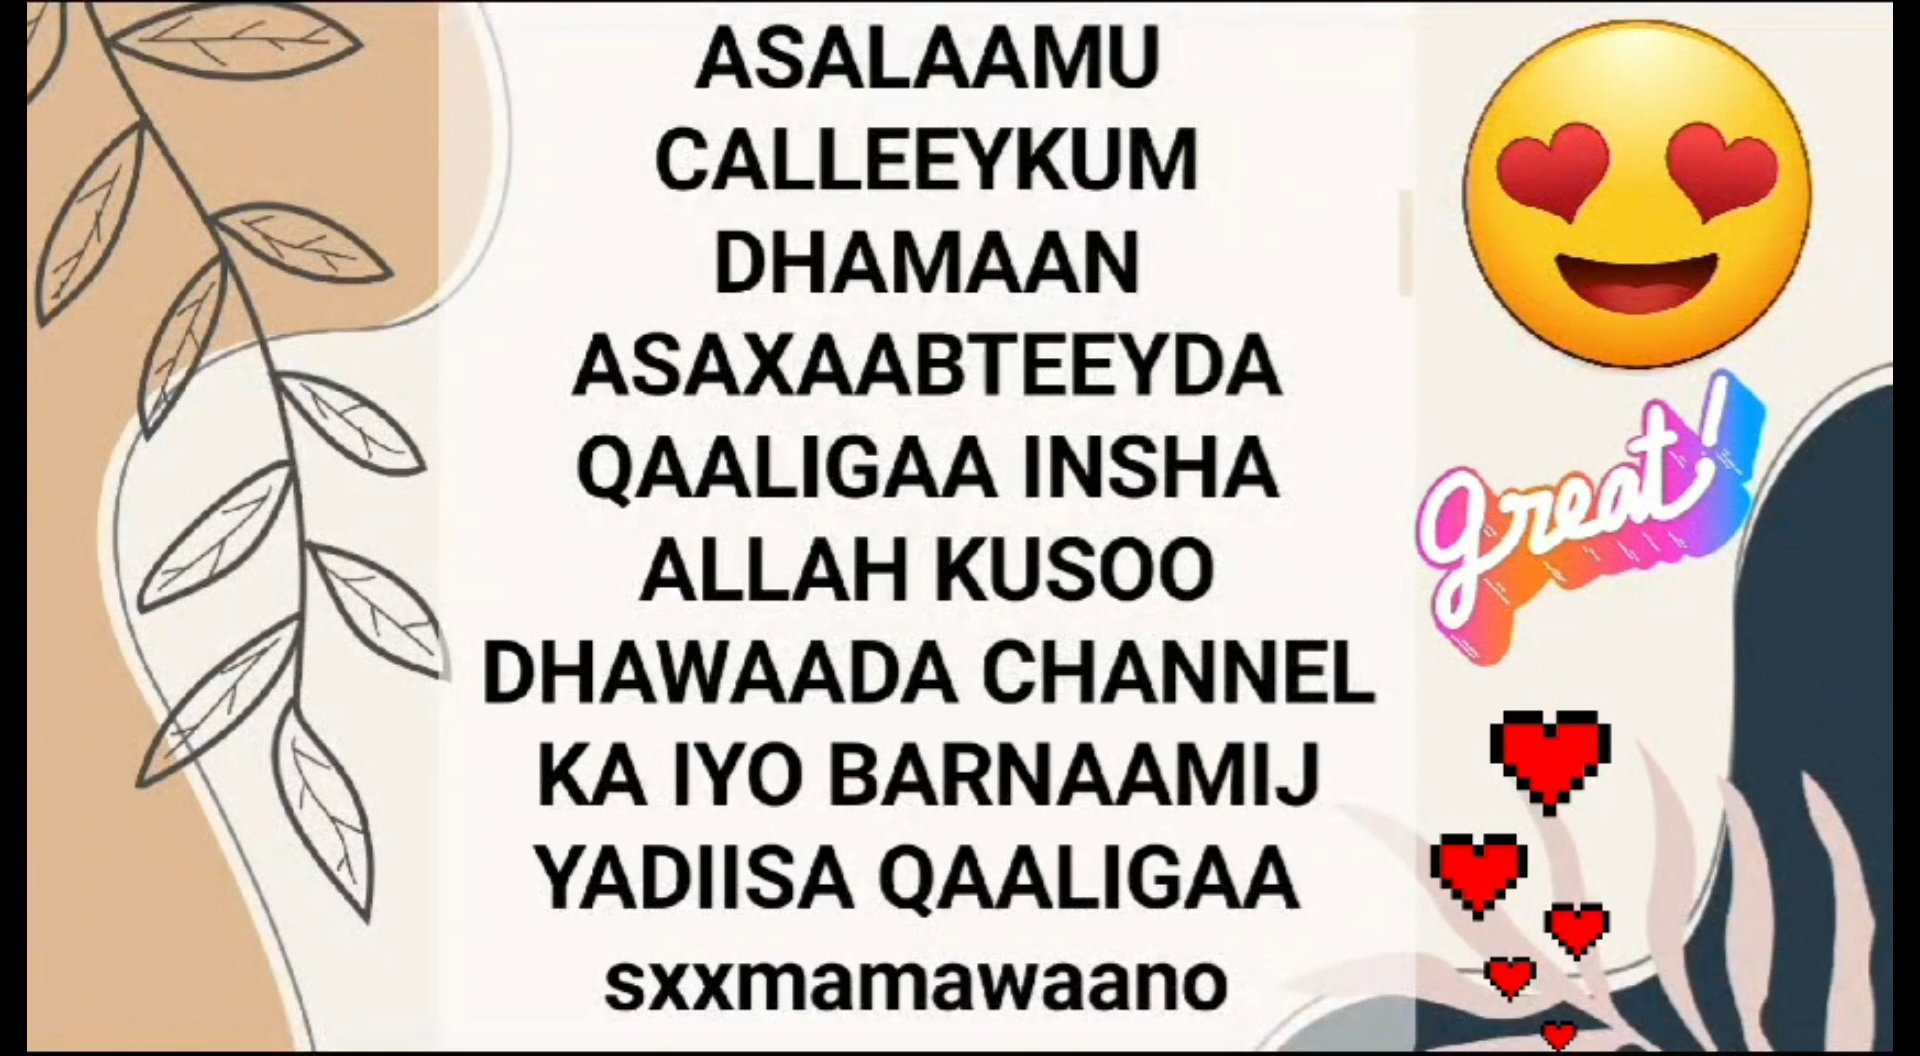 ASALAAMU
CALLEEYKUM
DHAMAAN
ASAXAABTEEYDA
QAALIGAA INSHA
ALLAH KUSOO
DHAWAADA CHANNEL
KA IYO BARNAAMIJ
YADIISA QAALIGAA
sxxmamawaano
great!